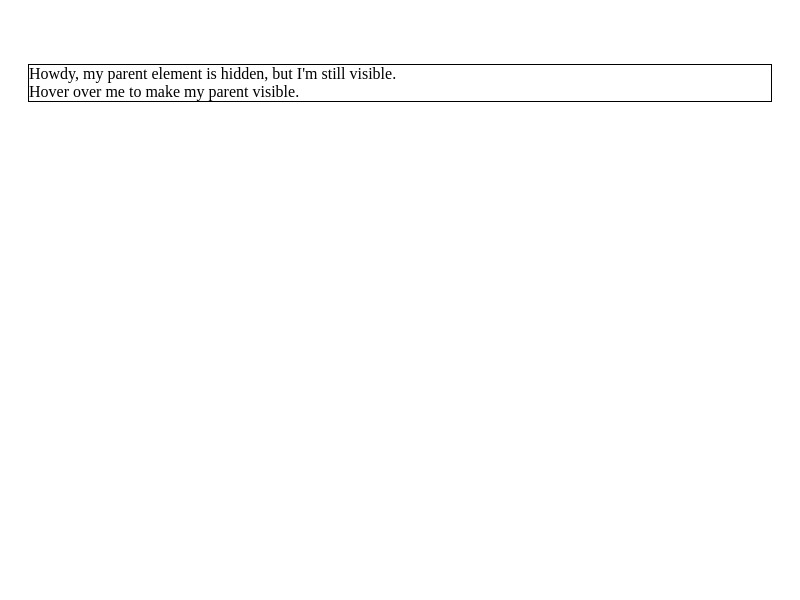 Howdy, my parent element is hidden, but I'm still visible.
Hover over me to make my parent visible.